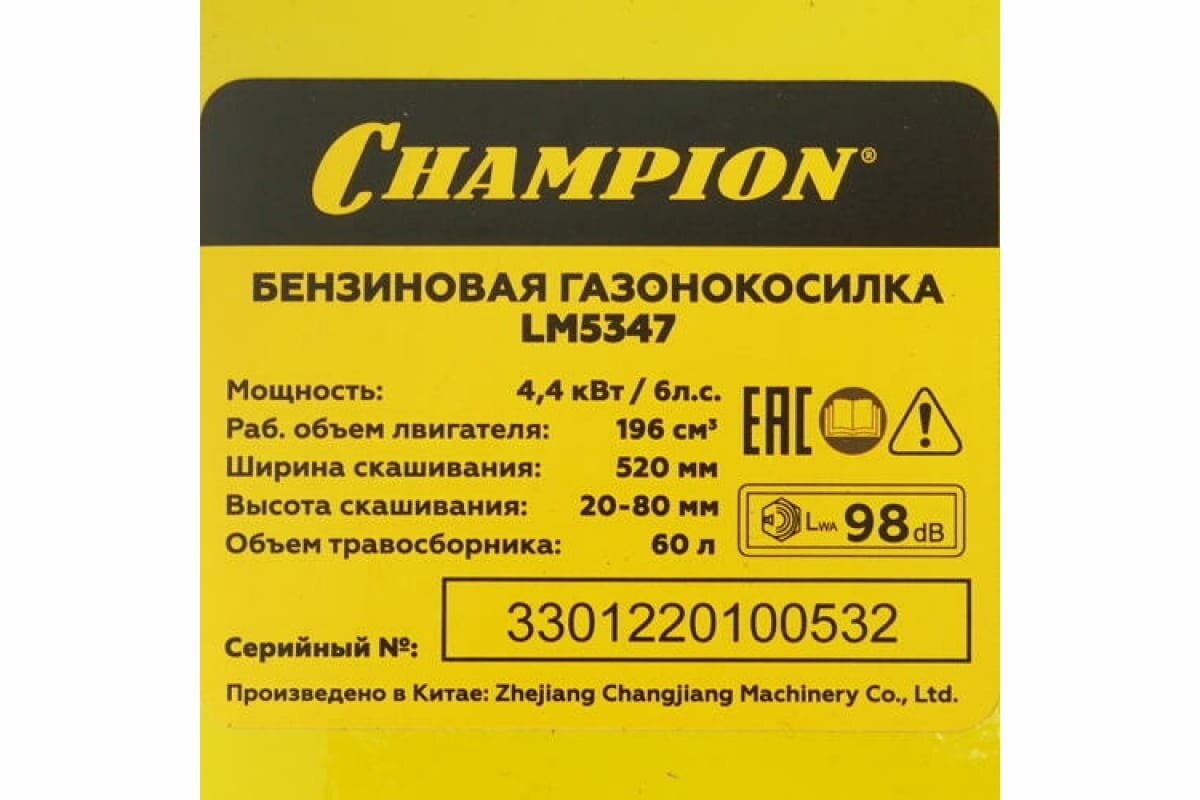 CHAMPION®
БЕНЗИНОВАЯ ГАЗОНОКОСИЛКА
LM5347
Мощность: 4,4 кВт / 6л.с.
Раб. объем лвигателя: 196 см³
Ширина скашивания: 520 мм
Высота скашивания: 20-80 мм
Объем травосборника: 60 л
EAC
LWA 98 dB
Серийный №: 3301220100532
Произведено в Китае: Zhejiang Changjiang Machinery Co., Ltd.